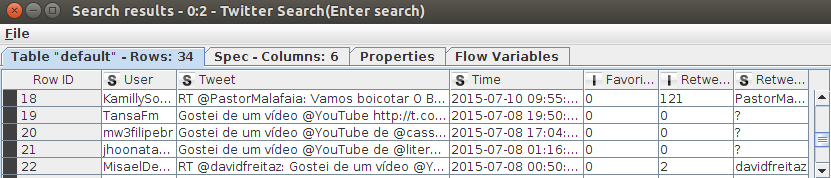 Search results - 0:2 - Twitter Search(Enter search)
File
Table "default" - Rows: 34 Spec - Columns: 6 Properties Flow Variables
Row ID S User S Tweet S Time I Favori... I Retwe... S Retwe...
18 KamillySo... RT @PastorMalafaia: Vamos boicotar O B... 2015-07-10 09:55:... 0 121 PastorMa...
19 TansaFm Gostei de um vídeo @YouTube http://t.co... 2015-07-08 19:50:... 0 0 ?
20 mw3filipebr Gostei de um vídeo @YouTube de @cass... 2015-07-08 17:04:... 0 0 ?
21 jhoonata... Gostei de um vídeo @YouTube de @liter... 2015-07-08 01:16:... 0 0 ?
22 MisaelDe... RT @davidfreitaz: Gostei de um vídeo @Y... 2015-07-08 00:50:... 0 2 davidfreitaz